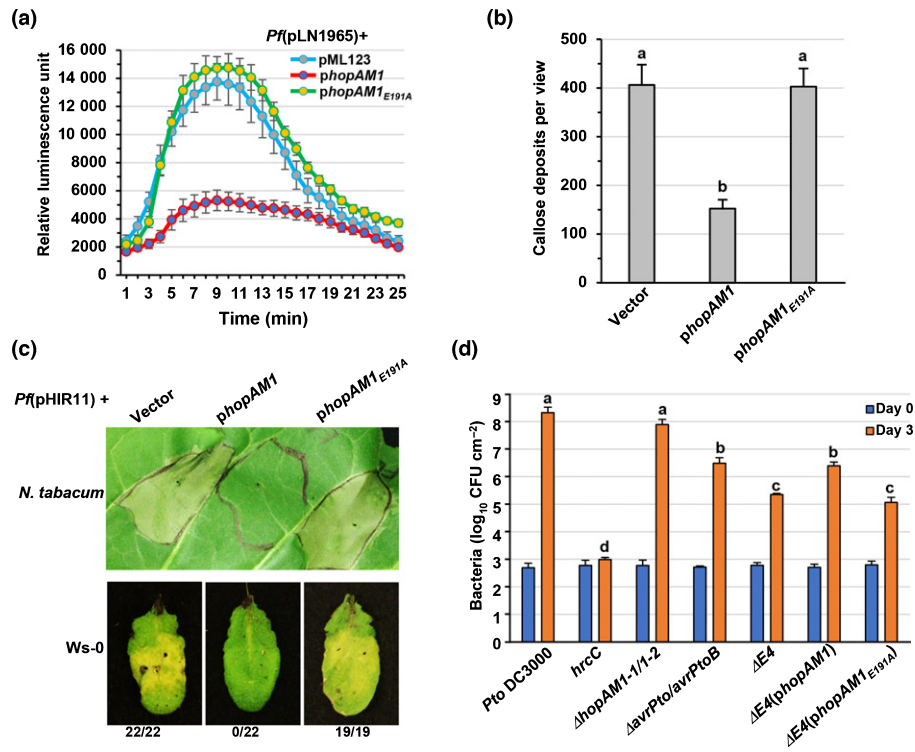 (a)
Pf(pLN1965)+
pML123
phopAM1
phopAM1E191A
Relative luminescence unit
16 000
14 000
12 000
10 000
8000
6000
4000
2000
0
1 3 5 7 9 11 13 15 17 19 21 23 25
Time (min)
(b)
Callose deposits per view
500
400
300
200
100
0
a
b
a
Vector
phopAM1
phopAM1E191A
(c)
Pf(pHIR11) +
Vector
phopAM1
phopAM1E191A
N. tabacum
Ws-0
22/22
0/22
19/19
(d)
Bacteria (log10 CFU cm−2)
9
8
7
6
5
4
3
2
1
0
Day 0
Day 3
a
d
a
b
c
b
c
Pto DC3000
hrcC
ΔhopAM1-1/1-2
ΔavrPto/avrPtoB
ΔE4
ΔE4(phopAM1)
ΔE4(phopAM1E191A)